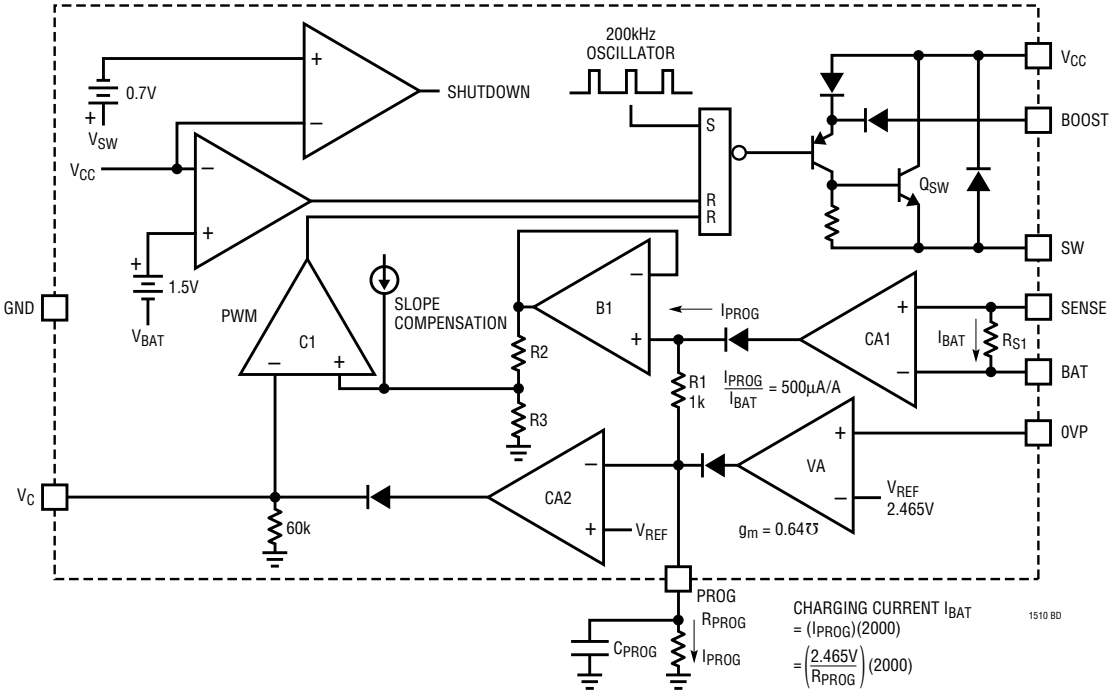 200kHz
OSCILLATOR
+
0.7V
+
V_SW
−
SHUTDOWN
S
R
R
V_CC
BOOST
Q_SW
SW
V_CC
−
+
+
1.5V
V_BAT
GND
PWM
C1
−
+
SLOPE
COMPENSATION
B1
−
+
R2
R3
I_PROG
I_PROG
I_BAT
= 500µA/A
R1
1k
CA1
+
−
SENSE
I_BAT
R_S1
BAT
0VP
VA
+
−
V_REF
2.465V
g_m = 0.64℧
CA2
−
+
V_REF
V_C
60k
PROG
R_PROG
C_PROG
I_PROG
CHARGING CURRENT I_BAT
= (I_PROG)(2000)
= (2.465V
R_PROG) (2000)
1510 BD